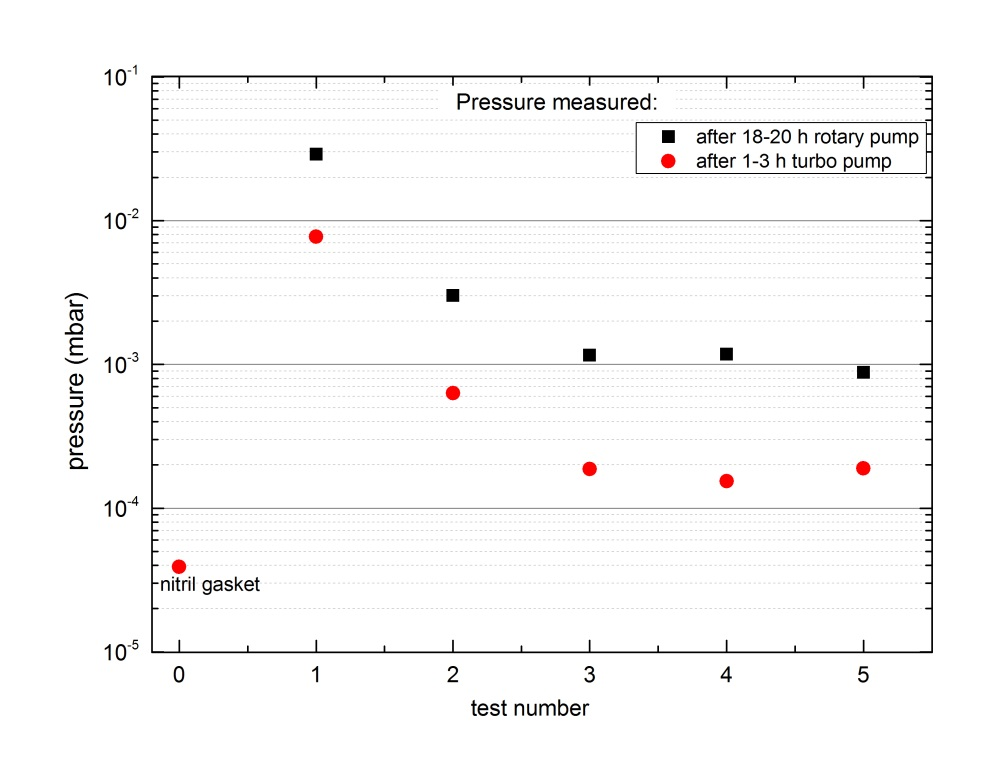 10-1
Pressure measured:
after 18-20 h rotary pump
after 1-3 h turbo pump
10-2
10-3
10-4
10-5
pressure (mbar)
nitril gasket
0 1 2 3 4 5
test number